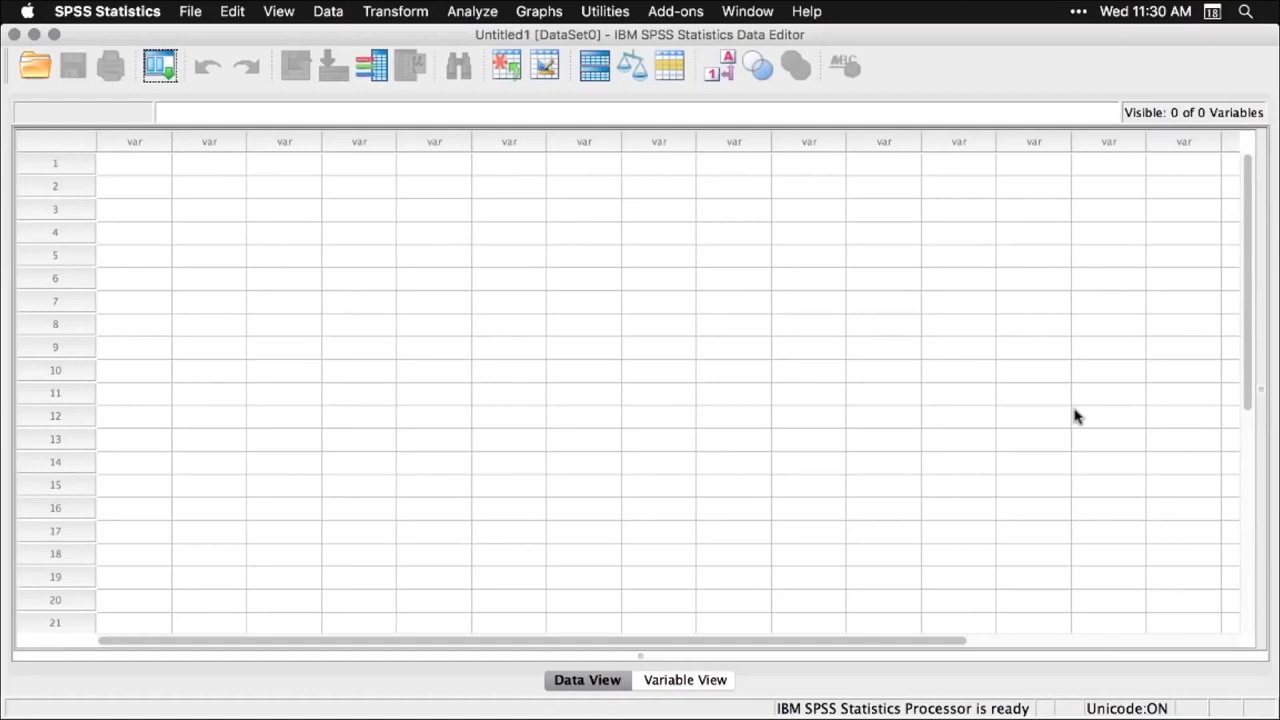 SPSS Statistics File Edit View Data Transform Analyze Graphs Utilities Add-ons Window Help ••• Wed 11:30 AM 18
Untitled1 [DataSet0] - IBM SPSS Statistics Data Editor
A
1
ABC
Visible: 0 of 0 Variables
var var var var var var var var var var var var var var var
1
2
3
4
5
6
7
8
9
10
11
12
13
14
15
16
17
18
19
20
21
Data View Variable View
IBM SPSS Statistics Processor is ready Unicode:ON